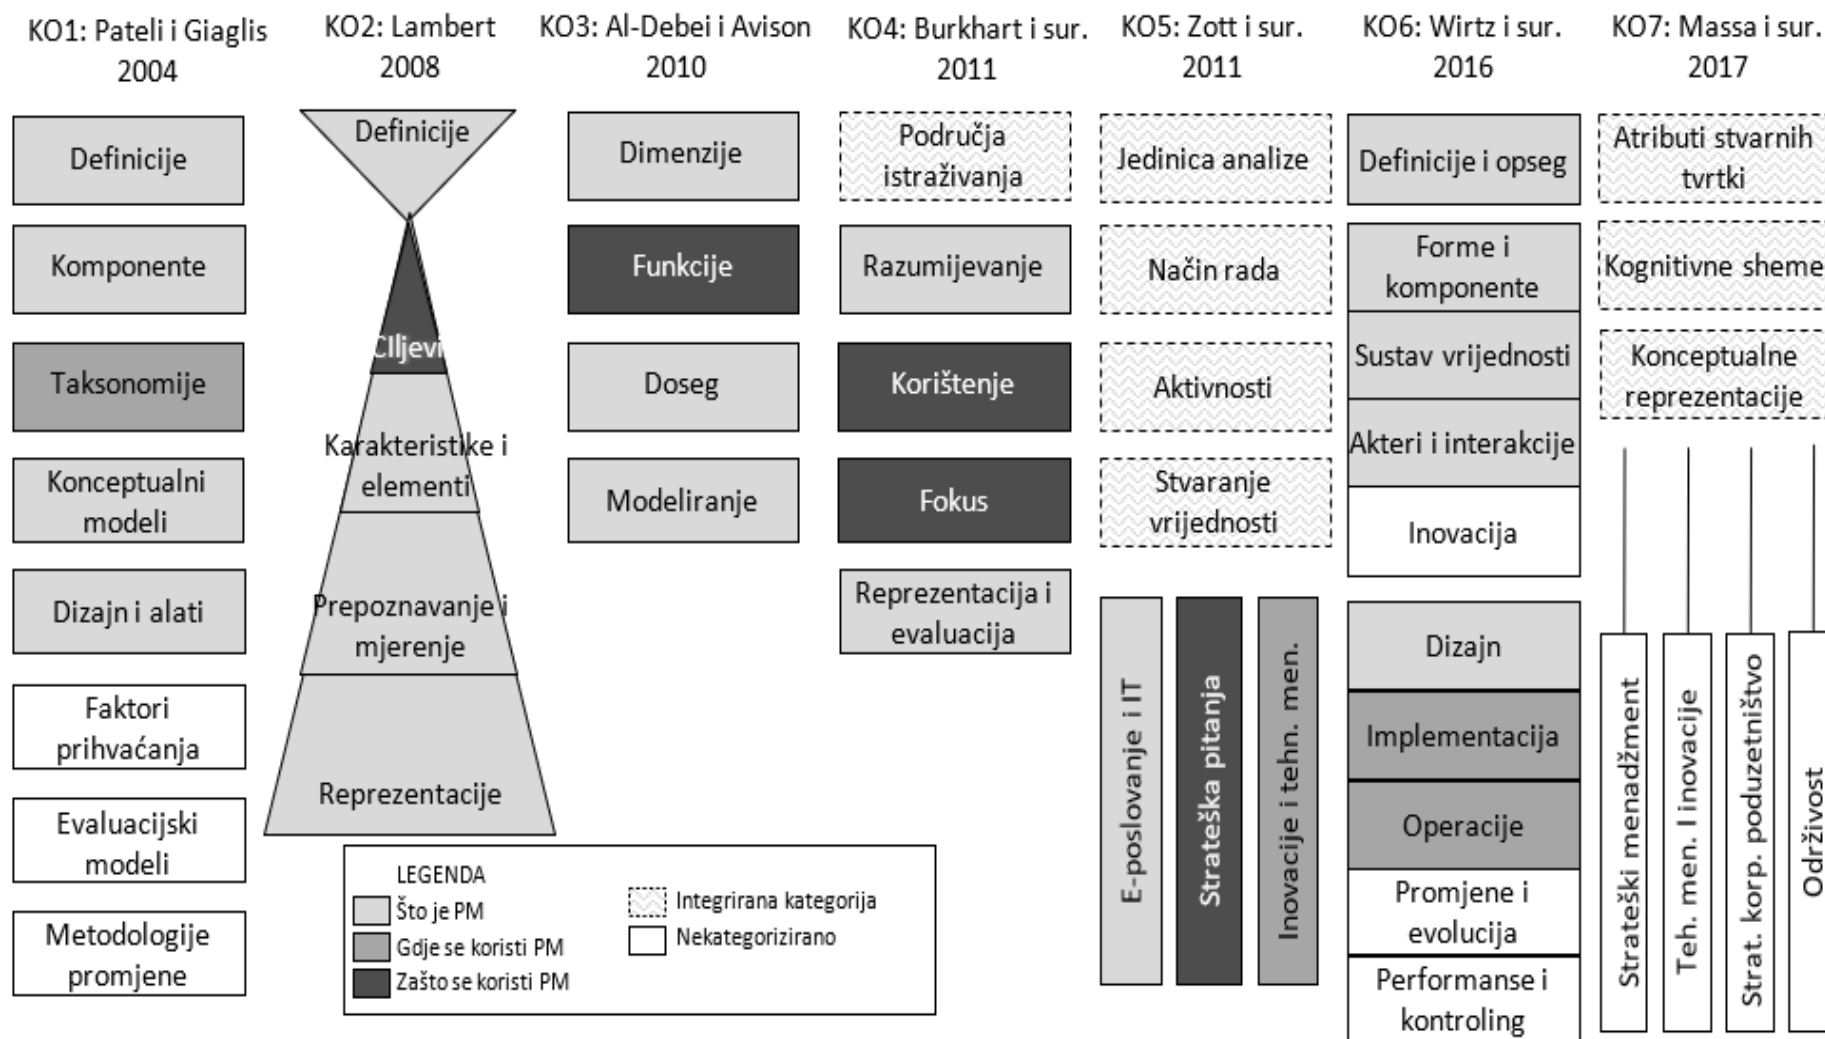 KO1: Pateli i Giaglis
2004
KO2: Lambert
2008
KO3: Al-Debei i Avison
2010
KO4: Burkhart i sur.
2011
KO5: Zott i sur.
2011
KO6: Wirtz i sur.
2016
KO7: Massa i sur.
2017
Definicije
Komponente
Taksonomije
Konceptualni
modeli
Dizajn i alati
Faktori
prihvaćanja
Evaluacijski
modeli
Metodologije
promjene
Definicije
CIljevi
Karakteristike i
elementi
Prepoznavanje i
mjerenje
Reprezentacije
Dimenzije
Funkcije
Doseg
Modeliranje
Područja
istraživanja
Razumijevanje
Korištenje
Fokus
Reprezentacija i
evaluacija
Jedinica analize
Način rada
Aktivnosti
Stvaranje
vrijednosti
E-poslovanje i IT
Strateška pitanja
Inovacije i tehn. men.
Definicije i opseg
Forme i
komponente
Sustav vrijednosti
Akteri i interakcije
Inovacija
Dizajn
Implementacija
Operacije
Promjene i
evolucija
Performanse i
kontroling
Atributi stvarnih
tvrtki
Kognitivne sheme
Konceptualne
reprezentacije
Strateški menadžment
Teh. men. I inovacije
Strat. korp. poduzetništvo
Održivost
LEGENDA
Što je PM
Gdje se koristi PM
Zašto se koristi PM
Integrirana kategorija
Nekategorizirano